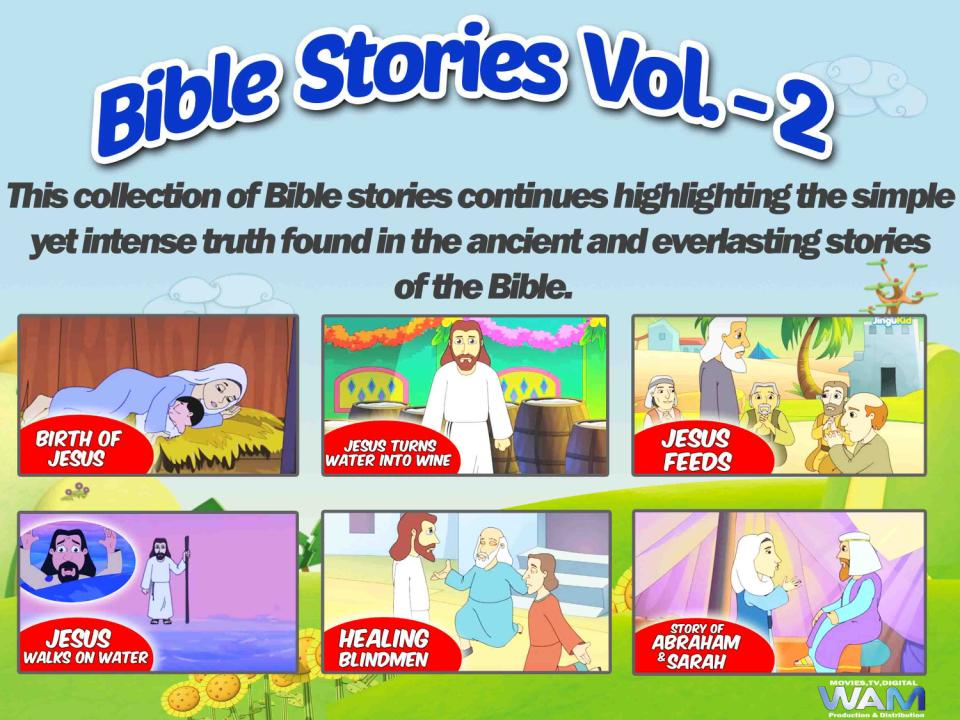 Bible Stories Vol. - 2
This collection of Bible stories continues highlighting the simple
yet intense truth found in the ancient and everlasting stories
of the Bible.
BIRTH OF
JESUS
JESUS TURNS
WATER INTO WINE
JinguKid
JESUS
FEEDS
JESUS
WALKS ON WATER
HEALING
BLINDMEN
STORY OF
ABRAHAM
& SARAH
MOVIES,TV,DIGITAL
WAM
Production & Distribution